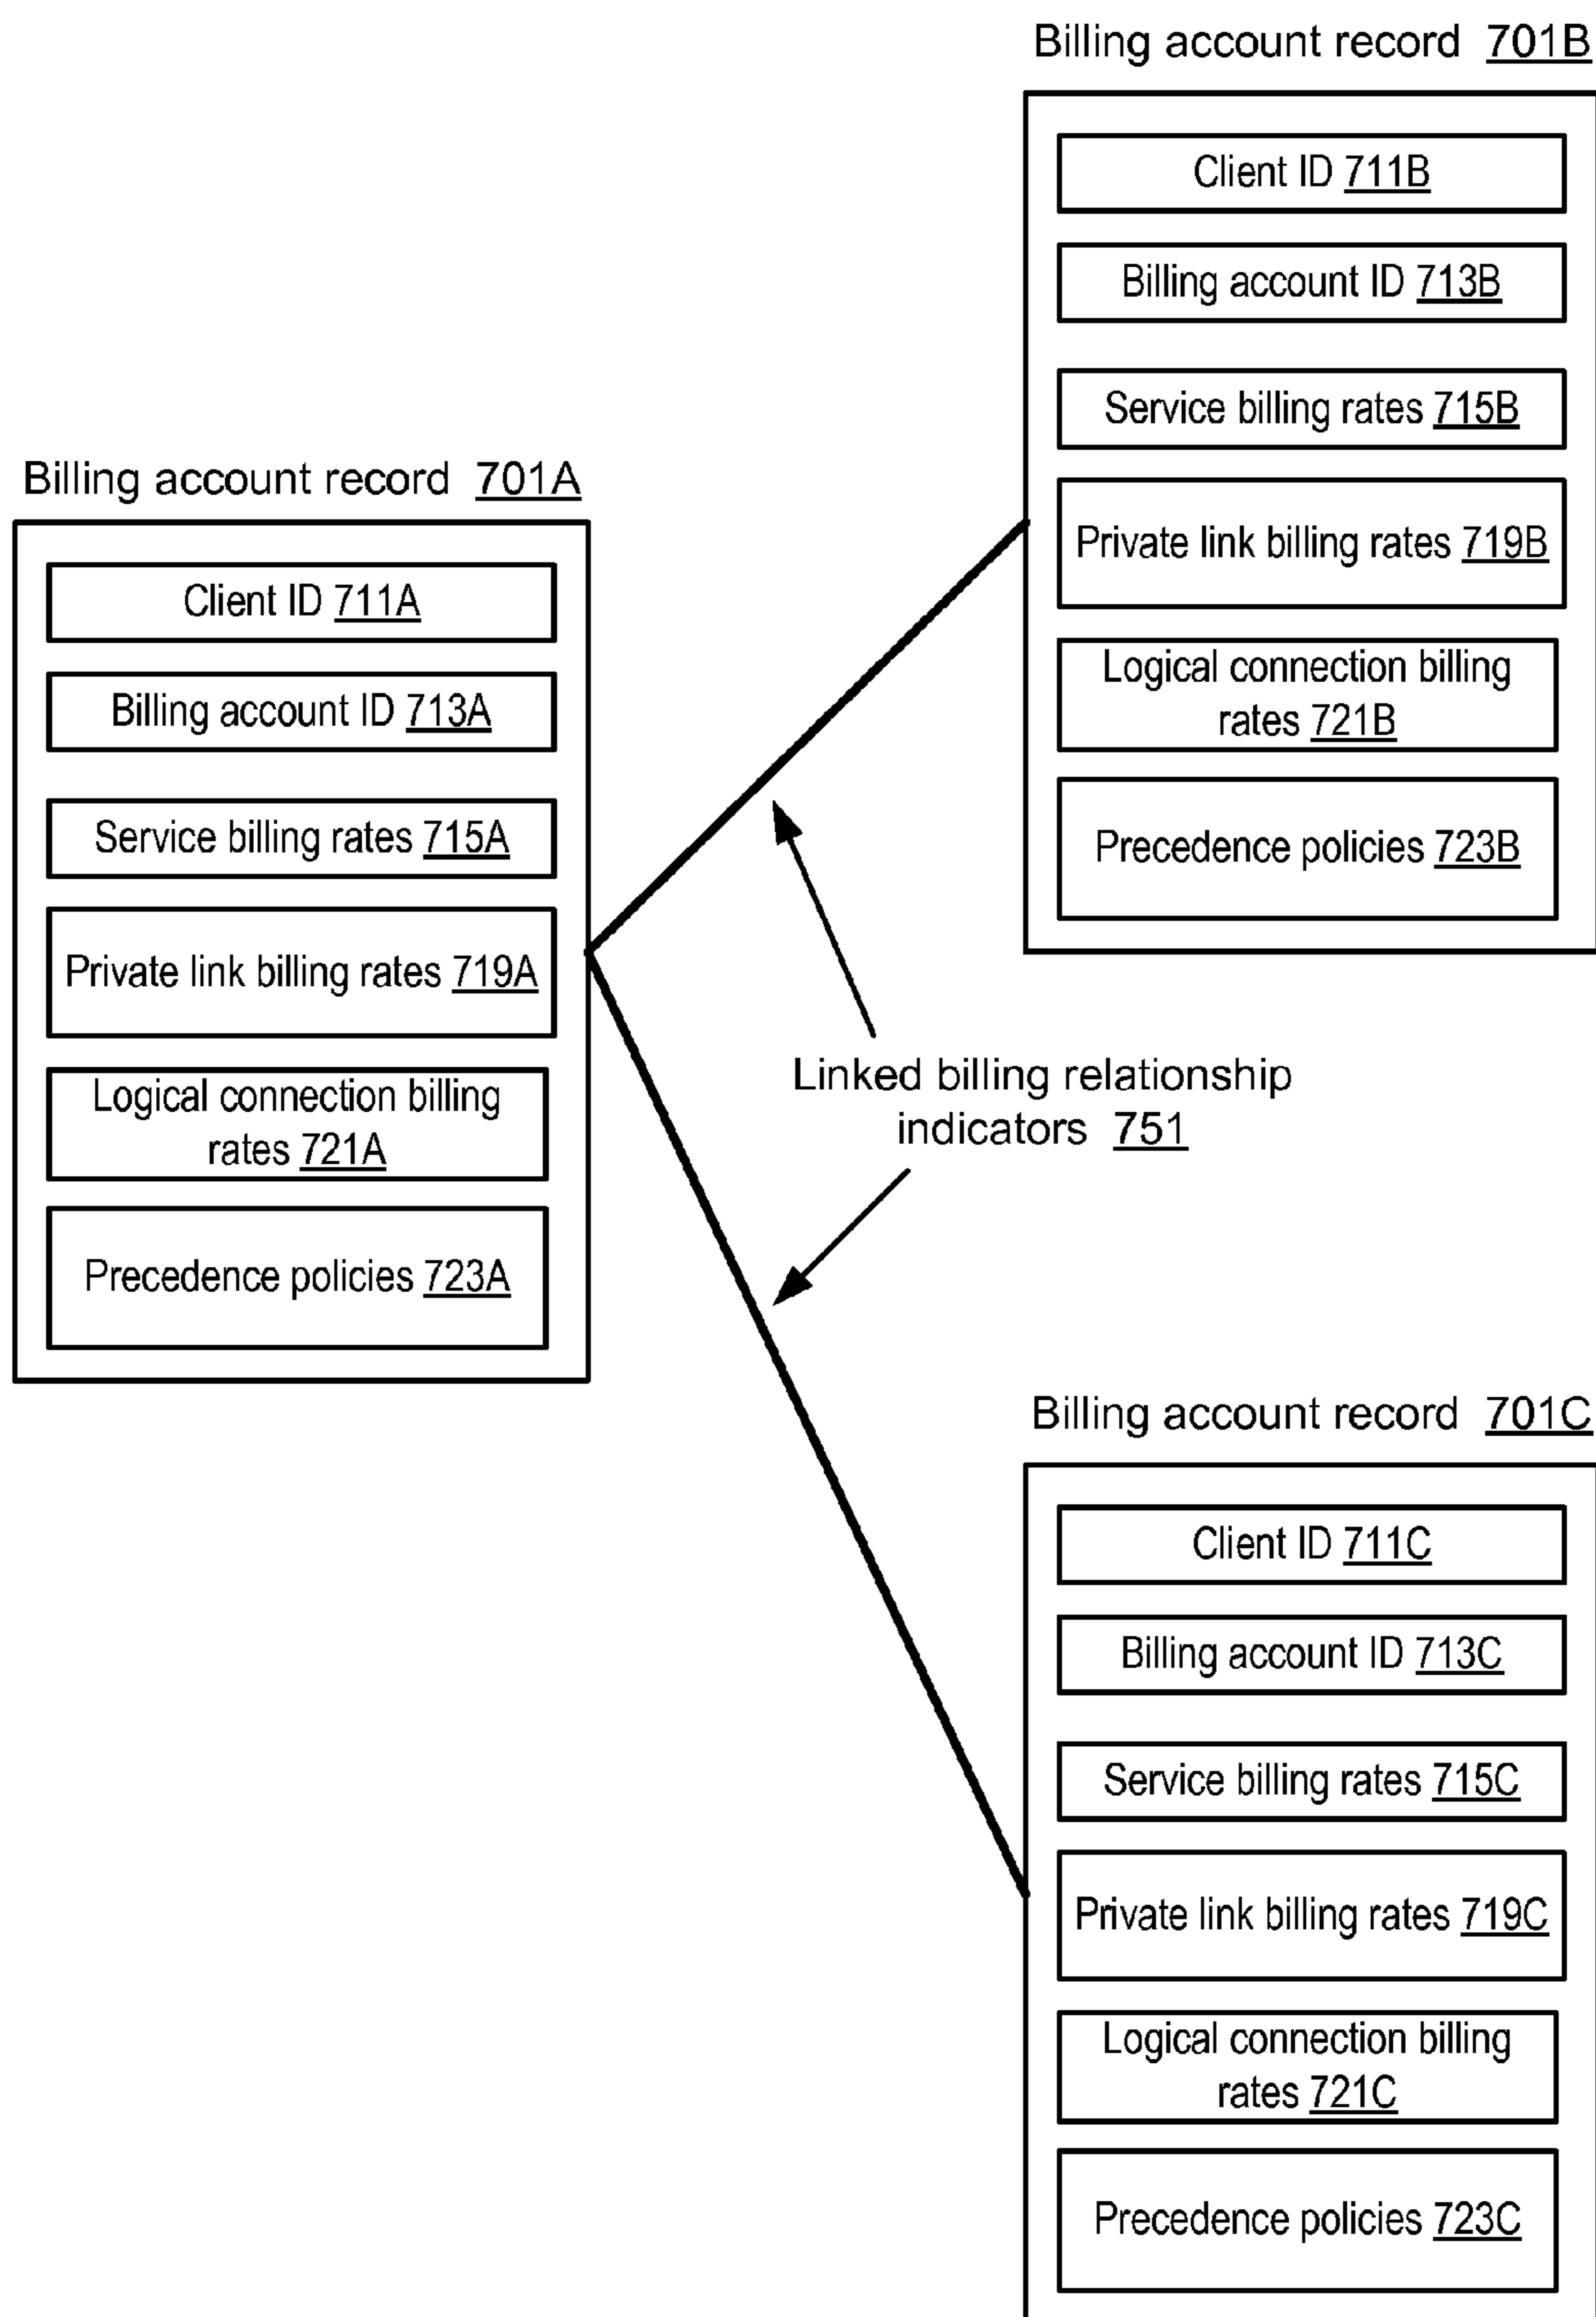 Billing account record 701B
Client ID 711B
Billing account ID 713B
Service billing rates 715B
Private link billing rates 719B
Logical connection billing
rates 721B
Precedence policies 723B
Billing account record 701A
Client ID 711A
Billing account ID 713A
Service billing rates 715A
Private link billing rates 719A
Logical connection billing
rates 721A
Precedence policies 723A
Linked billing relationship
indicators 751
Billing account record 701C
Client ID 711C
Billing account ID 713C
Service billing rates 715C
Private link billing rates 719C
Logical connection billing
rates 721C
Precedence policies 723C